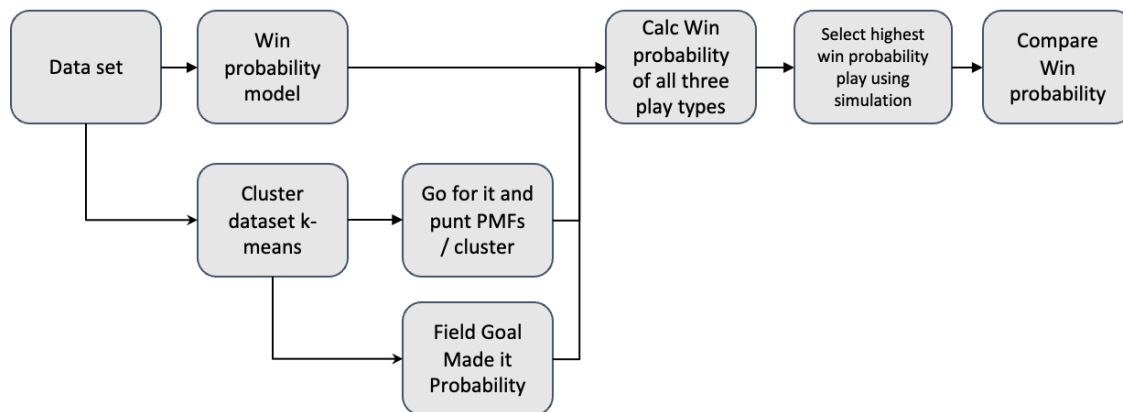 Data set
Win
probability
model
Calc Win
probability
of all three
play types
Select highest
win probability
play using
simulation
Compare
Win
probability
Cluster
dataset k-
means
Go for it and
punt PMFs
/ cluster
Field Goal
Made it
Probability